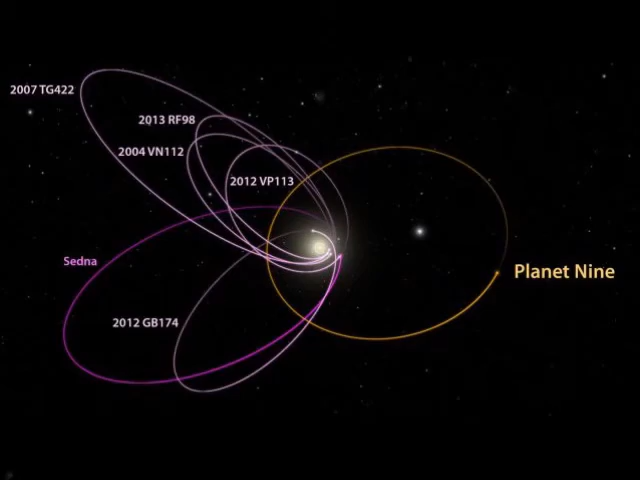 2007 TG422
2013 RF98
2004 VN112
2012 VP113
Sedna
Planet Nine
2012 GB174